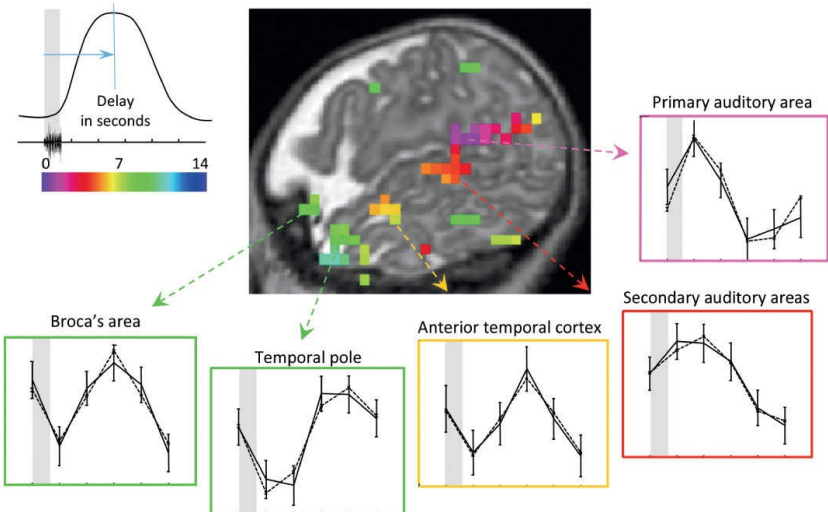 Delay
in seconds
0 7 14
Primary auditory area
Secondary auditory areas
Broca's area
Temporal pole
Anterior temporal cortex